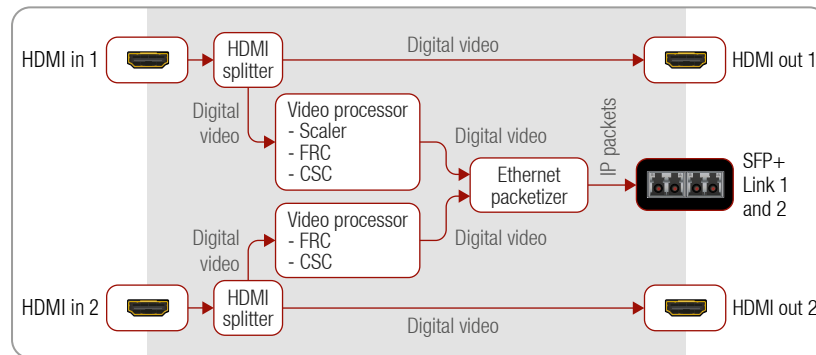 HDMI in 1
HDMI
splitter
Digital video
HDMI out 1
Digital
video
Video processor
- Scaler
- FRC
- CSC
Digital video
IP packets
Ethernet
packetizer
SFP+
Link 1
and 2
Digital
video
Video processor
- FRC
- CSC
Digital video
HDMI in 2
HDMI
splitter
Digital video
HDMI out 2